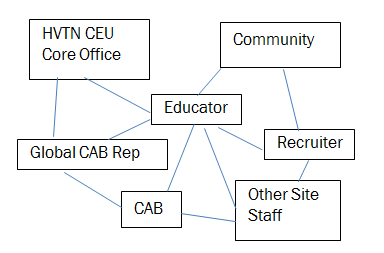 HVTN CEU
Core Office
Community
Educator
Recruiter
Global CAB Rep
CAB
Other Site
Staff